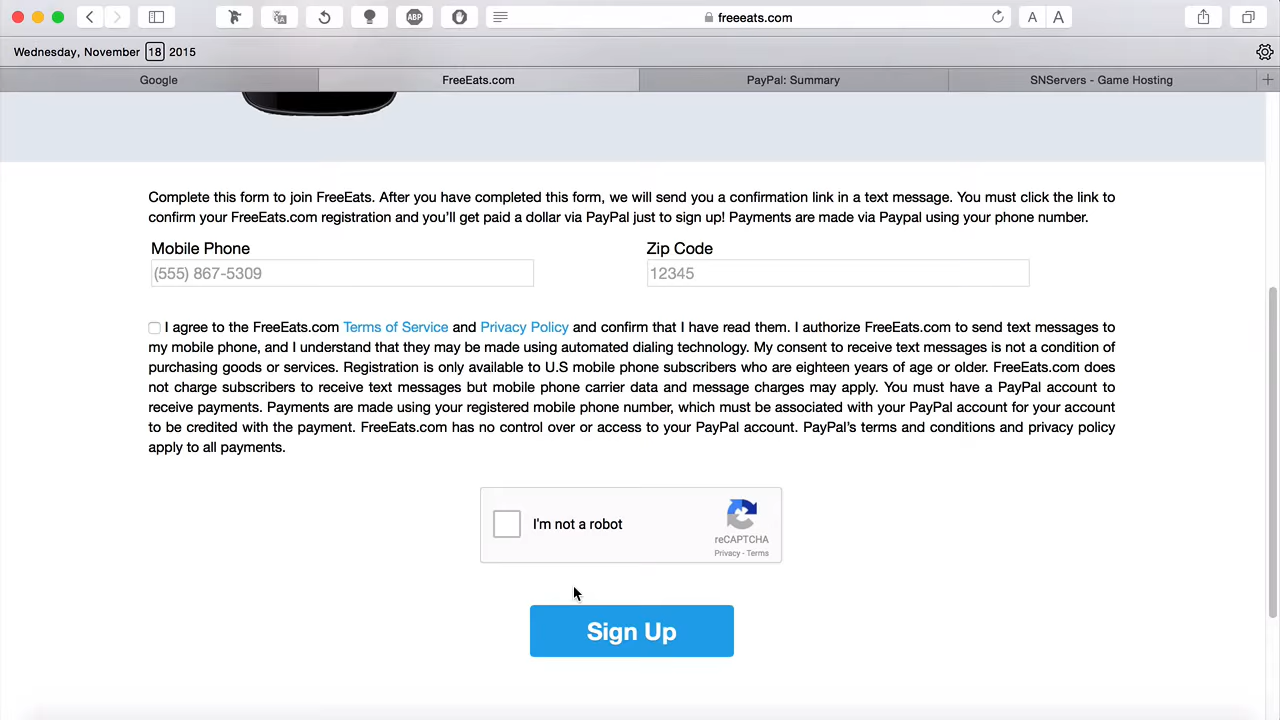 ABP
freeeats.com
A A
Wednesday, November 18 2015
Google
FreeEats.com
PayPal: Summary
SNServers - Game Hosting
Complete this form to join FreeEats. After you have completed this form, we will send you a confirmation link in a text message. You must click the link to
confirm your FreeEats.com registration and you'll get paid a dollar via PayPal just to sign up! Payments are made via Paypal using your phone number.
Mobile Phone
Zip Code
(555) 867-5309
12345
I agree to the FreeEats.com Terms of Service and Privacy Policy and confirm that I have read them. I authorize FreeEats.com to send text messages to
my mobile phone, and I understand that they may be made using automated dialing technology. My consent to receive text messages is not a condition of
purchasing goods or services. Registration is only available to U.S mobile phone subscribers who are eighteen years of age or older. FreeEats.com does
not charge subscribers to receive text messages but mobile phone carrier data and message charges may apply. You must have a PayPal account to
receive payments. Payments are made using your registered mobile phone number, which must be associated with your PayPal account for your account
to be credited with the payment. FreeEats.com has no control over or access to your PayPal account. PayPal's terms and conditions and privacy policy
apply to all payments.
I'm not a robot
reCAPTCHA
Privacy - Terms
Sign Up